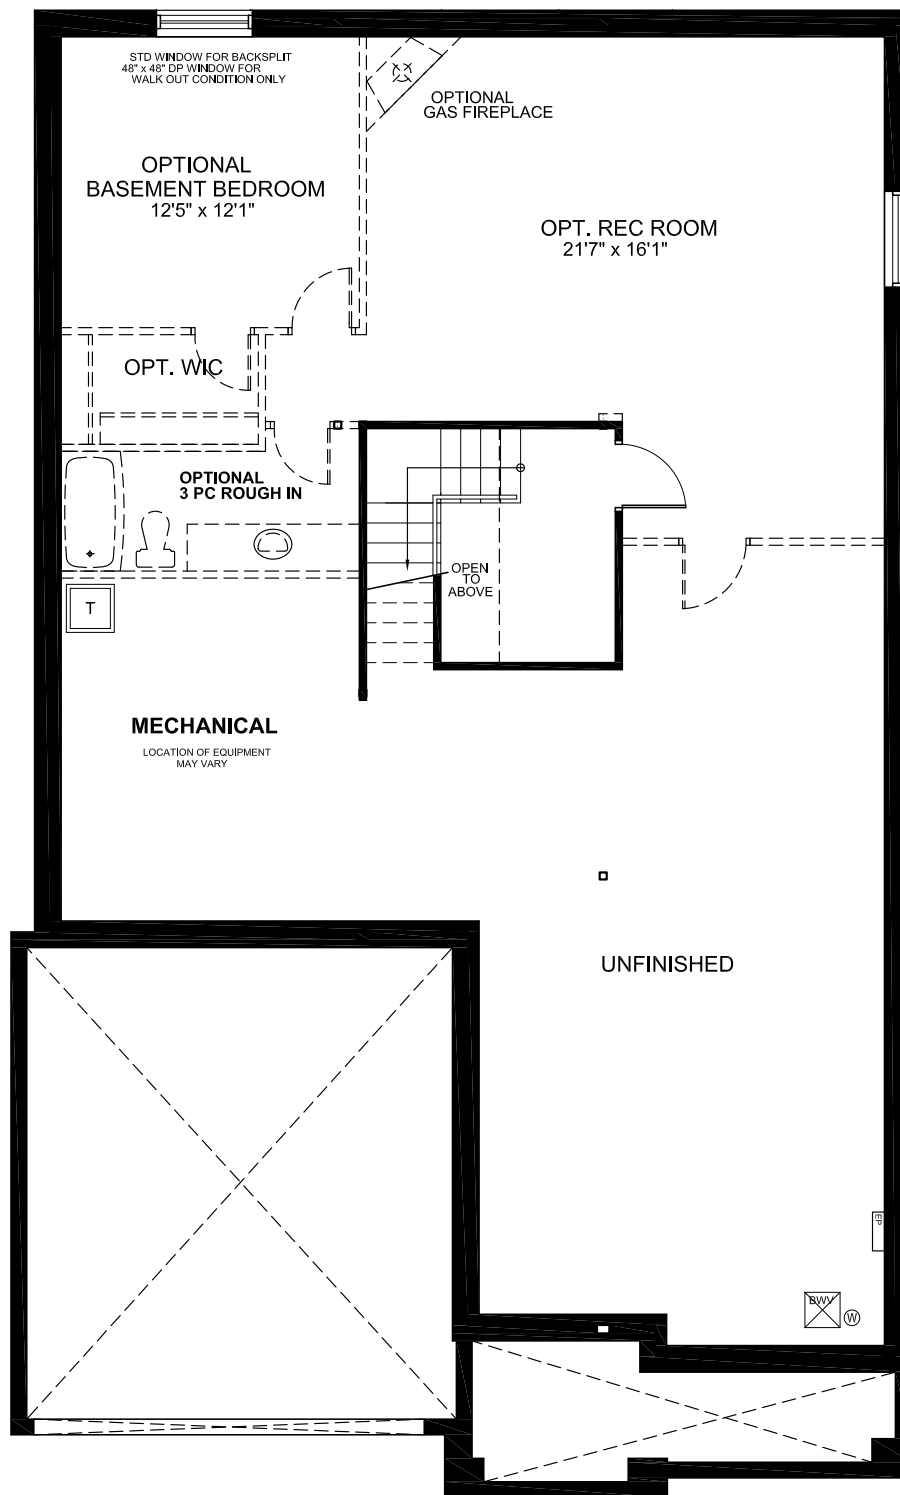 STD WINDOW FOR BACKSPLIT
48" x 48" DP WINDOW FOR
WALK OUT CONDITION ONLY
OPTIONAL
GAS FIREPLACE
OPTIONAL
BASEMENT BEDROOM
12'5" x 12'1"
OPT. REC ROOM
21'7" x 16'1"
OPT. WIC
OPTIONAL
3 PC ROUGH IN
OPEN
TO
ABOVE
T
MECHANICAL
LOCATION OF EQUIPMENT
MAY VARY
UNFINISHED
EP
BWV
W